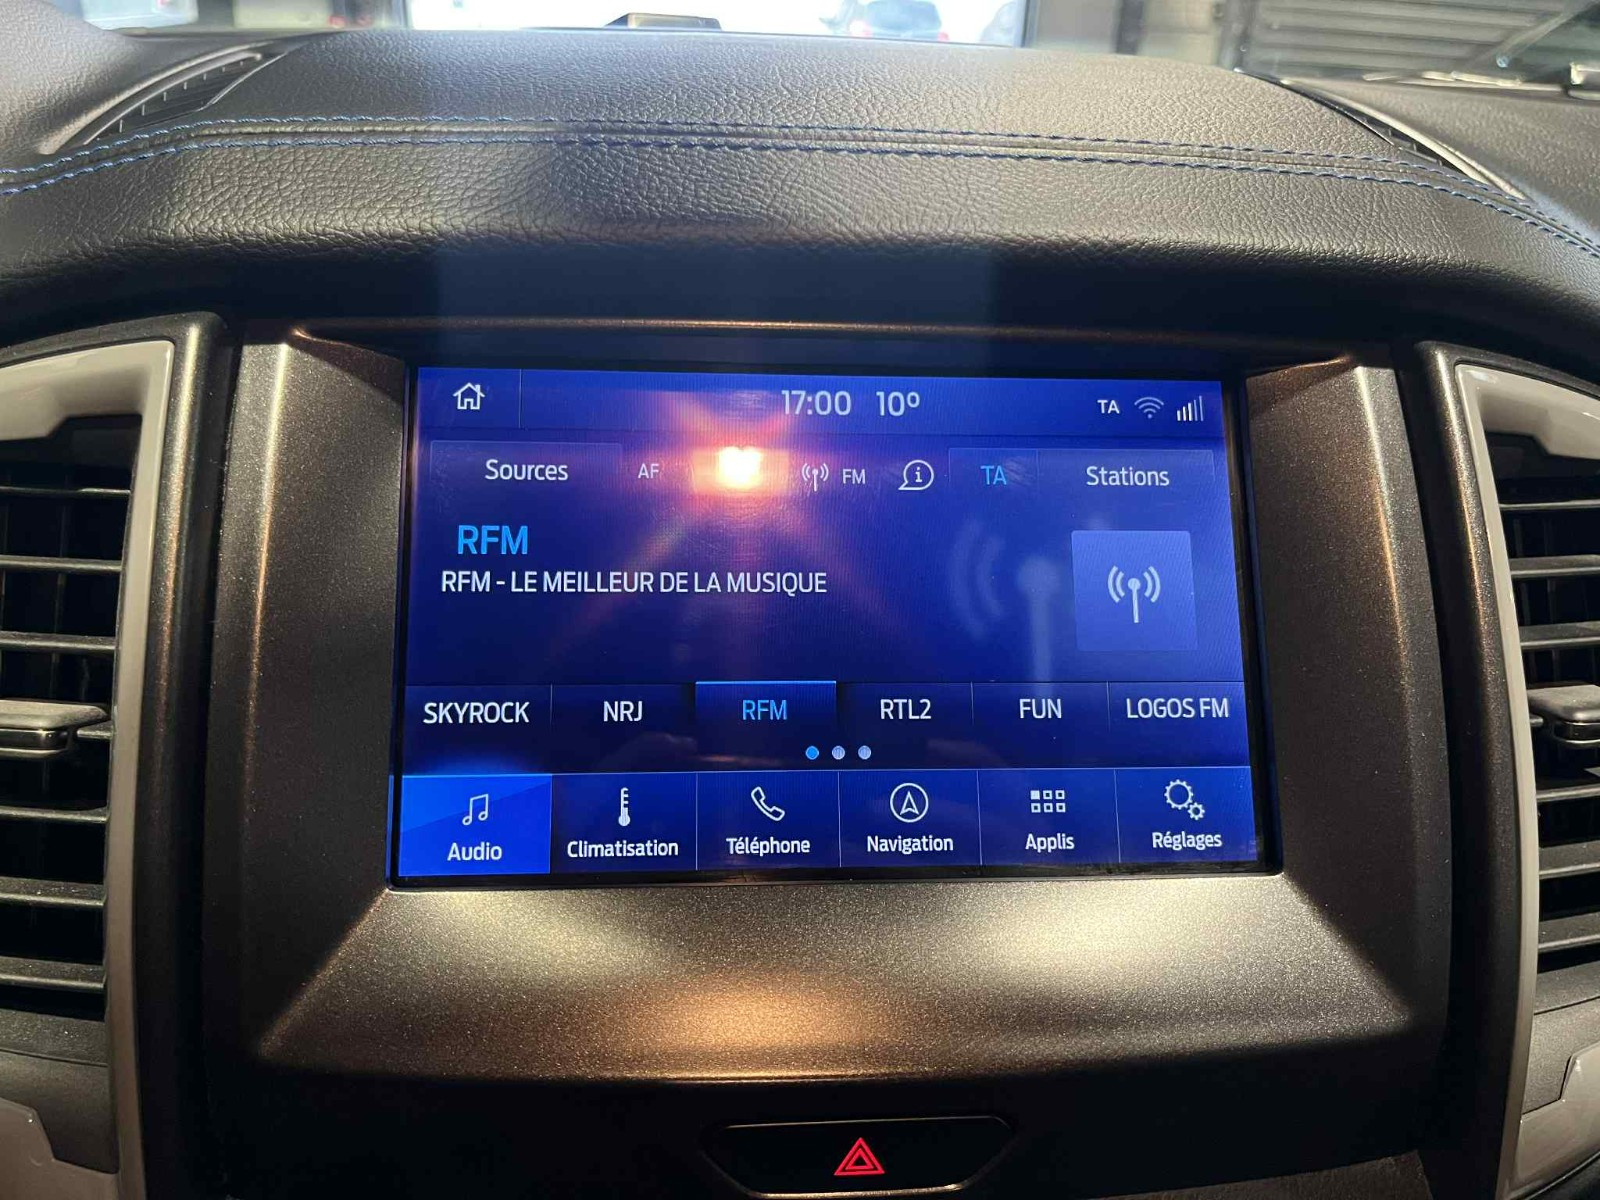 17:00 10°
TA
Sources AF FM TA Stations
RFM
RFM - LE MEILLEUR DE LA MUSIQUE
SKYROCK NRJ RFM RTL2 FUN LOGOS FM
Audio Climatisation Téléphone Navigation Applis Réglages